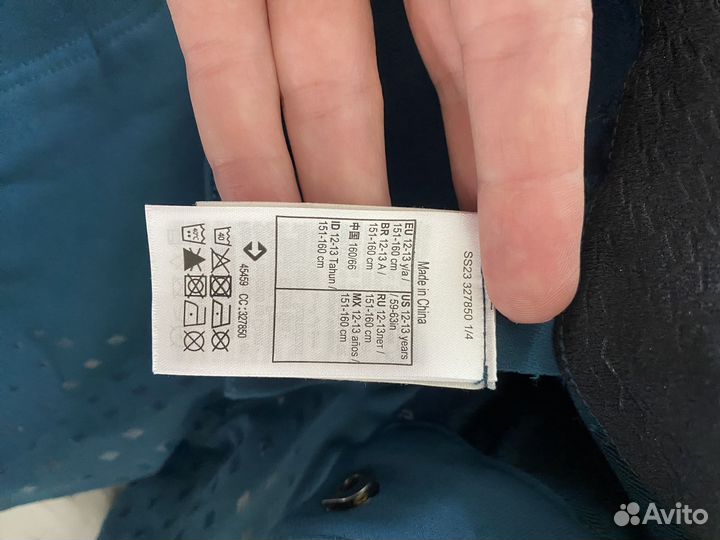 SS23 327850 1/4
Made in China
EU 12-13 y/a /
151-160 cm
BR 12-13 A /
151-160 cm
中国 160/66
ID 12-13 Tahun /
151-160 cm
US 12-13 years
/ 59-63in
RU 12-13лет /
151-160 cm
MX 12-13 años /
151-160 cm
45459 CC:327850
40
40℃
Avito